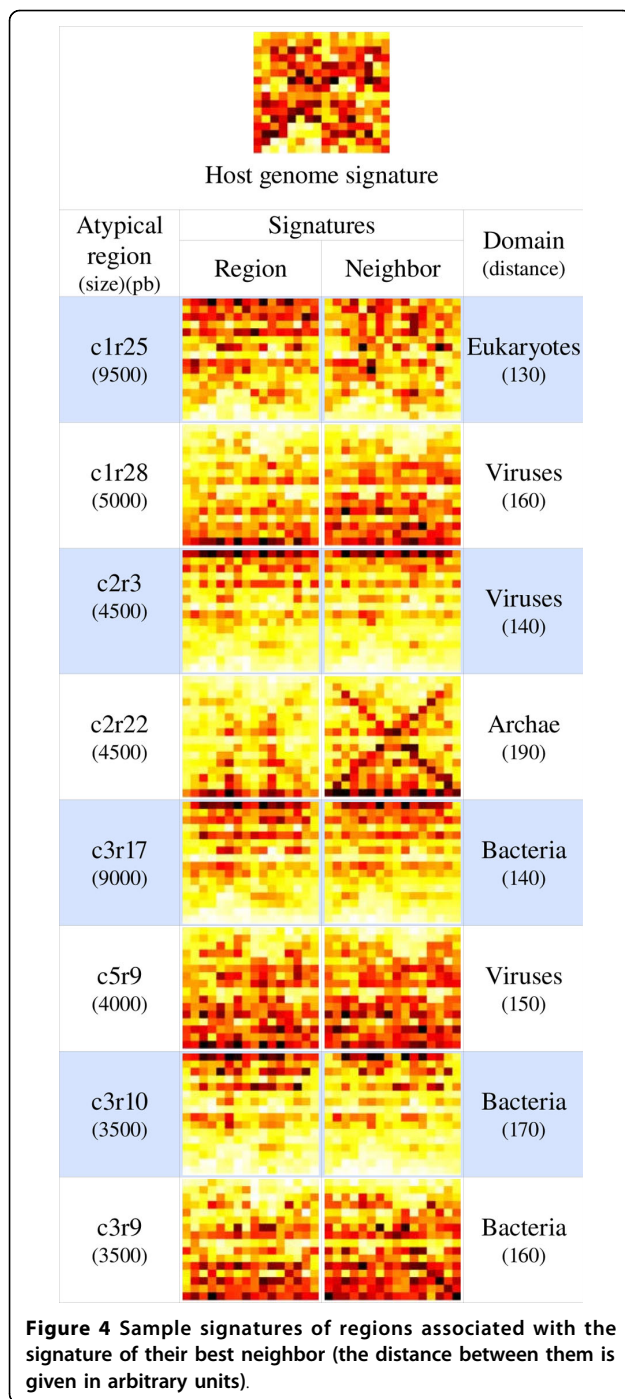 Host genome signature
Atypical region (size)(pb)
Signatures
Region
Neighbor
Domain (distance)
c1r25 (9500)
Eukaryotes (130)
c1r28 (5000)
Viruses (160)
c2r3 (4500)
Viruses (140)
c2r22 (4500)
Archae (190)
c3r17 (9000)
Bacteria (140)
c5r9 (4000)
Viruses (150)
c3r10 (3500)
Bacteria (170)
c3r9 (3500)
Bacteria (160)
Figure 4 Sample signatures of regions associated with the
signature of their best neighbor (the distance between them is
given in arbitrary units).